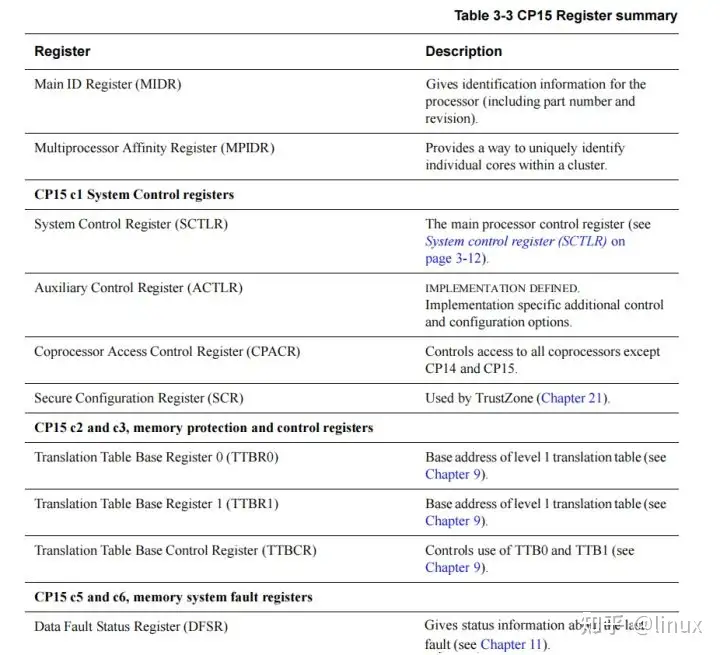 Table 3-3 CP15 Register summary
Register Description
Main ID Register (MIDR) Gives identification information for the
processor (including part number and
revision).
Multiprocessor Affinity Register (MPIDR) Provides a way to uniquely identify
individual cores within a cluster.
CP15 c1 System Control registers
System Control Register (SCTLR) The main processor control register (see
System control register (SCTLR) on
page 3-12).
Auxiliary Control Register (ACTLR) IMPLEMENTATION DEFINED.
Implementation specific additional control
and configuration options.
Coprocessor Access Control Register (CPACR) Controls access to all coprocessors except
CP14 and CP15.
Secure Configuration Register (SCR) Used by TrustZone (Chapter 21).
CP15 c2 and c3, memory protection and control registers
Translation Table Base Register 0 (TTBR0) Base address of level 1 translation table (see
Chapter 9).
Translation Table Base Register 1 (TTBR1) Base address of level 1 translation table (see
Chapter 9).
Translation Table Base Control Register (TTBCR) Controls use of TTB0 and TTB1 (see
Chapter 9).
CP15 c5 and c6, memory system fault registers
Data Fault Status Register (DFSR) Gives status information about the last
fault (see Chapter 11).
知乎 @linux